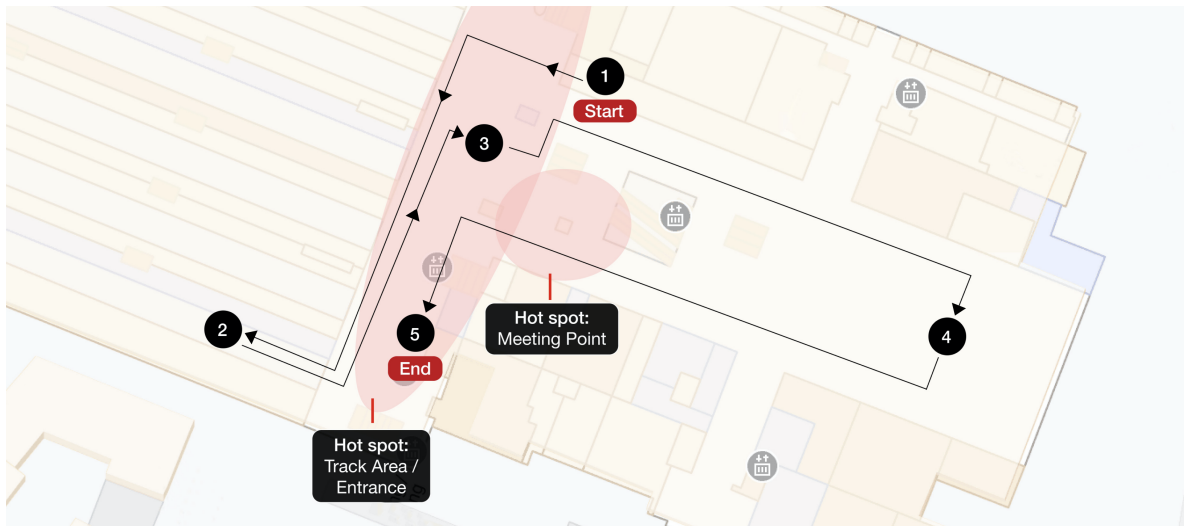 1
Start
3
2
5
End
4
Hot spot:
Meeting Point
Hot spot:
Track Area /
Entrance